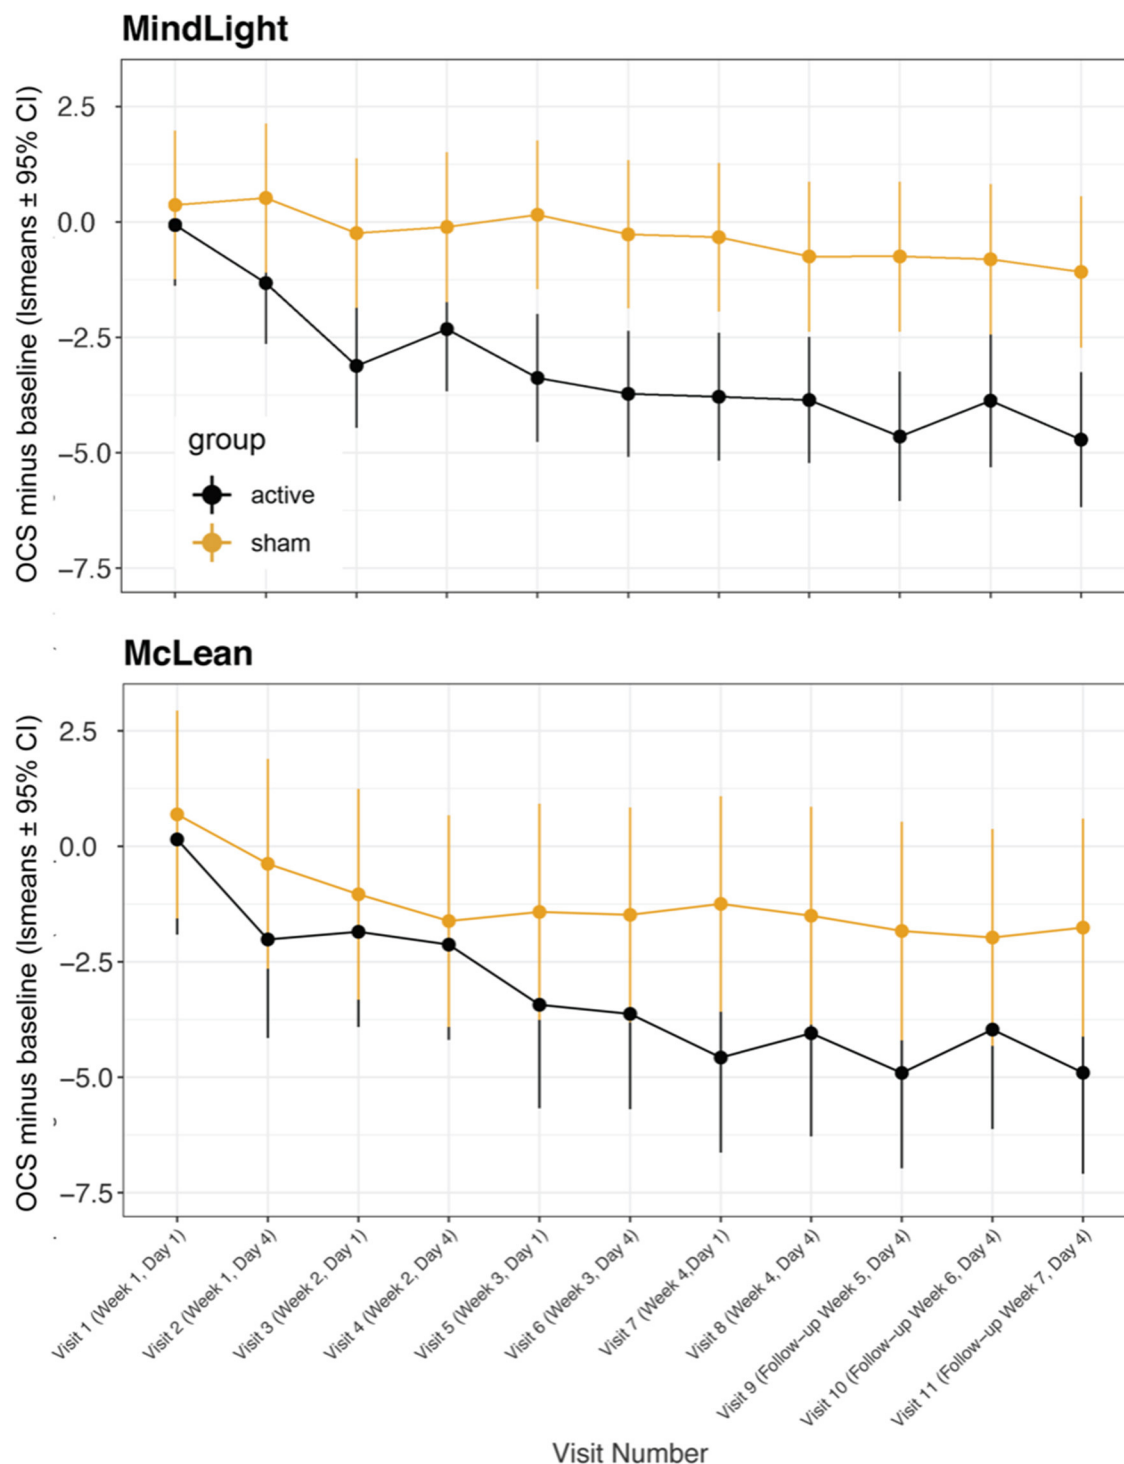 MindLight
OCS minus baseline (lsmeans ± 95% CI)
2.5
0.0
−2.5
−5.0
−7.5
group
active
sham
McLean
OCS minus baseline (lsmeans ± 95% CI)
2.5
0.0
−2.5
−5.0
−7.5
Visit 1 (Week 1, Day 1)
Visit 2 (Week 1, Day 4)
Visit 3 (Week 2, Day 1)
Visit 4 (Week 2, Day 4)
Visit 5 (Week 3, Day 1)
Visit 6 (Week 3, Day 4)
Visit 7 (Week 4,Day 1)
Visit 8 (Week 4, Day 4)
Visit 9 (Follow−up Week 5, Day 4)
Visit 10 (Follow−up Week 6, Day 4)
Visit 11 (Follow−up Week 7, Day 4)
Visit Number